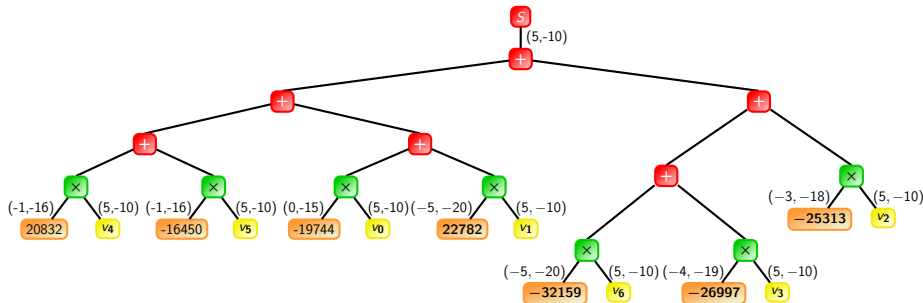 S
(5,-10)
+
+ +
+ +
+
× × × × ×
(-1,-16) (5,-10) (-1,-16) (5,-10) (0,-15) (5,-10) (−5, −20) (5, −10) (−3, −18) (5, −10)
20832 v4 -16450 v5 -19744 v0 22782 v1 −25313 v2
× ×
(−5, −20) (5, −10) (−4, −19) (5, −10)
−32159 v6 −26997 v3